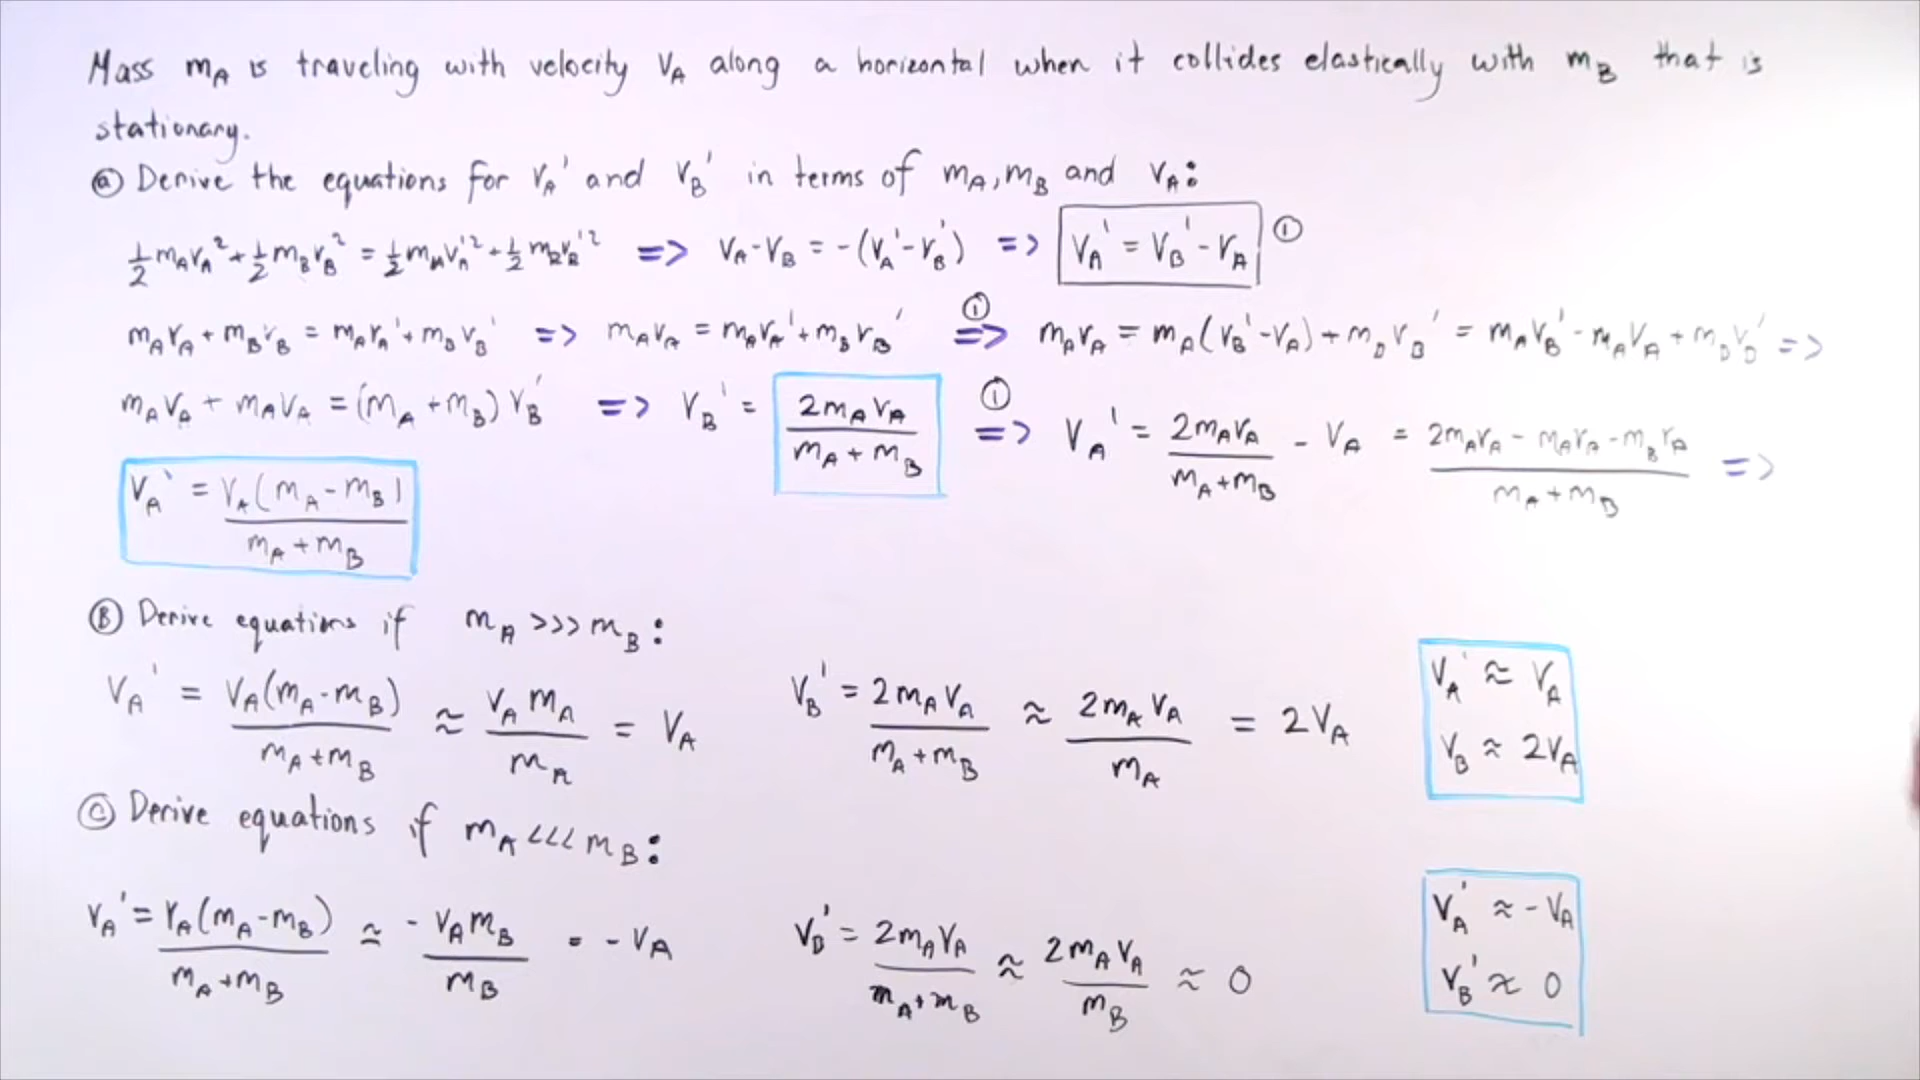 Mass mA is traveling with velocity VA along a horizontal when it collides elastically with mB that is
stationary.
ⓐ Derive the equations for VA' and VB' in terms of mA, mB and VA:
½mAVA² + ½mBVB² = ½mAVA'² + ½mBVB'² => VA-VB = -(VA'-VB') => VA' = VB' - VA ①
mAVA + mBVB = mAVA' + mBVB' => mAVA = mAVA' + mBVB' ① => mAVA = mA(VB'-VA) + mBVB' = mAVB' - mAVA + mBVB' =>
mAVA + mAVA = (mA + mB) VB' => VB' = 2mAVA / (mA + mB) ① => VA' = 2mAVA / (mA+mB) - VA = (2mAVA - mAVA - mBVA) / (mA + mB) =>
VA' = VA(mA - mB) / (mA + mB)
Ⓑ Derive equations if mA >>> mB:
VA' = VA(mA-mB) / (mA+mB) ≈ VAmA / mA = VA VB' = 2mAVA / (mA+mB) ≈ 2mAVA / mA = 2VA
VA' ≈ VA
VB ≈ 2VA
Ⓒ Derive equations if mA <<< mB:
VA' = VA(mA-mB) / (mA+mB) ≈ - VAmB / mB = -VA VB' = 2mAVA / (mA+mB) ≈ 2mAVA / mB ≈ 0
VA' ≈ -VA
VB' ≈ 0